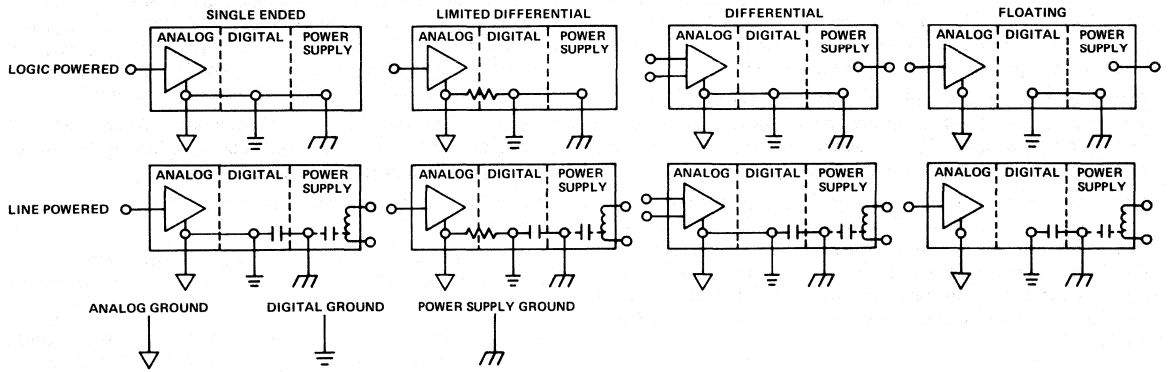 SINGLE ENDED
LIMITED DIFFERENTIAL
DIFFERENTIAL
FLOATING
LOGIC POWERED
ANALOG
DIGITAL
POWER
SUPPLY
ANALOG
DIGITAL
POWER
SUPPLY
ANALOG
DIGITAL
POWER
SUPPLY
ANALOG
DIGITAL
POWER
SUPPLY
LINE POWERED
ANALOG
DIGITAL
POWER
SUPPLY
ANALOG
DIGITAL
POWER
SUPPLY
ANALOG
DIGITAL
POWER
SUPPLY
ANALOG
DIGITAL
POWER
SUPPLY
ANALOG GROUND
DIGITAL GROUND
POWER SUPPLY GROUND